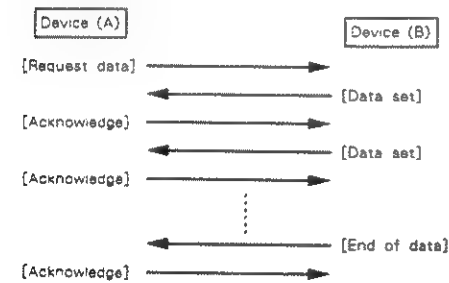 Device (A)
Device (B)
[Request data]
[Data set]
[Acknowledge]
[Data set]
[Acknowledge]
[End of data]
[Acknowledge]